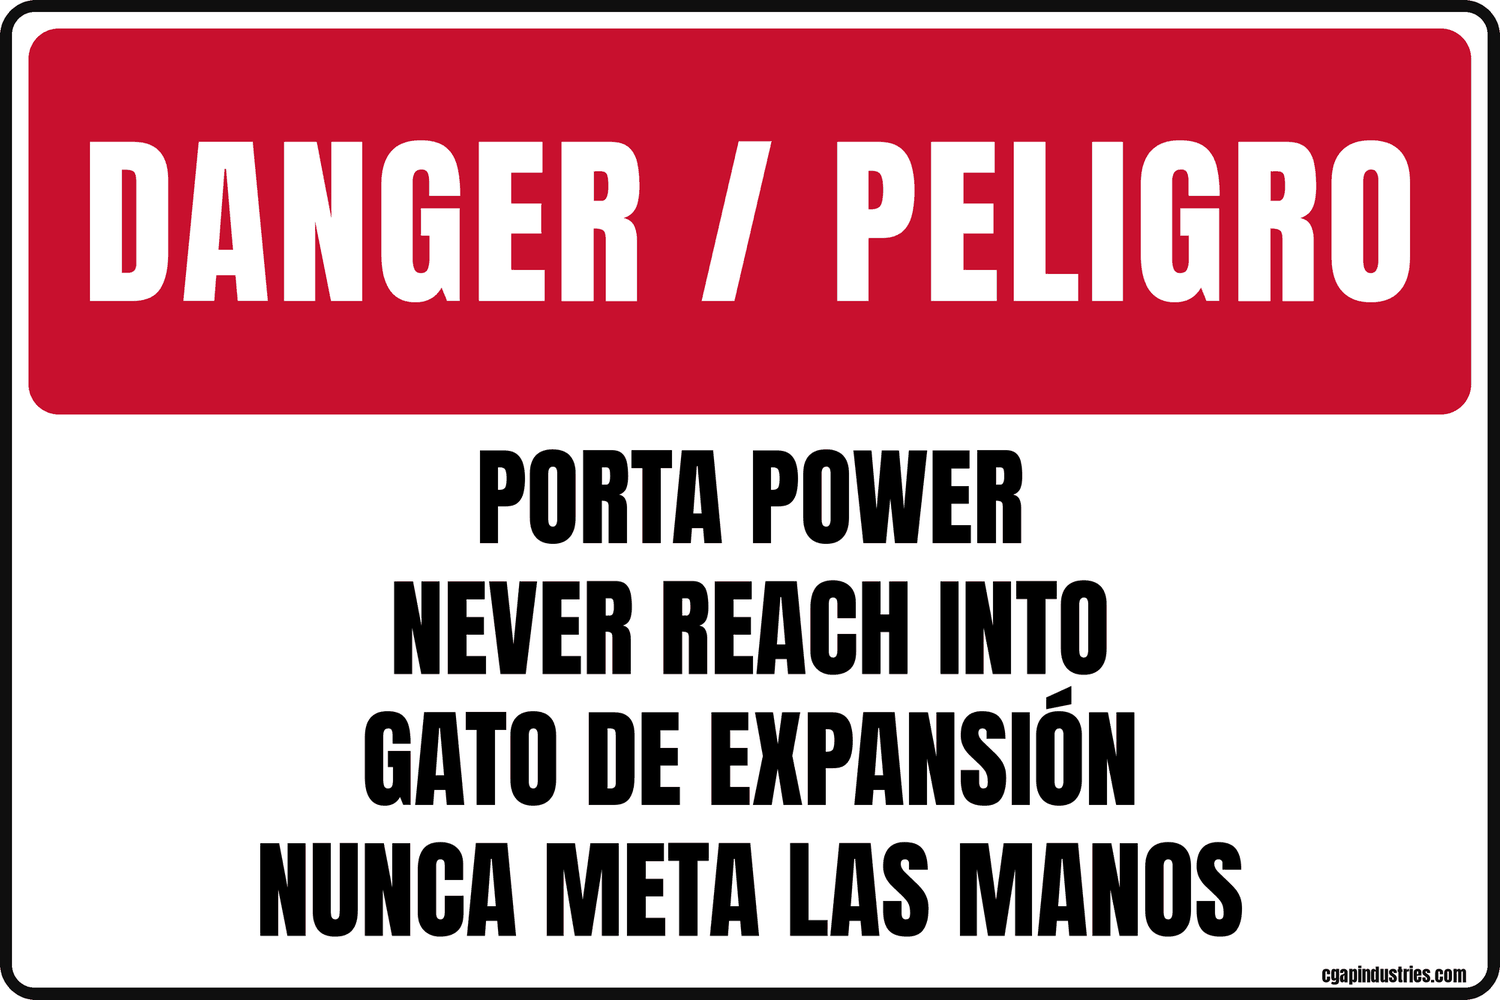 DANGER / PELIGRO
PORTA POWER
NEVER REACH INTO
GATO DE EXPANSIÓN
NUNCA META LAS MANOS
cgapindustries.com